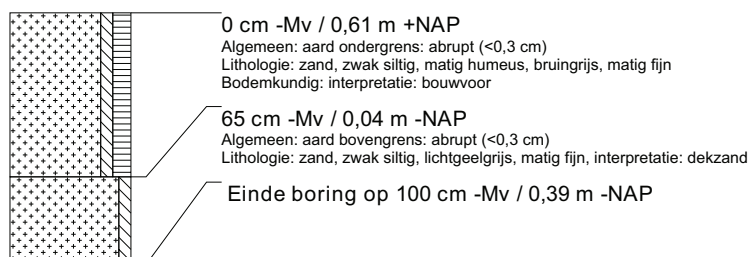 0 cm -Mv / 0,61 m +NAP
Algemeen: aard ondergrens: abrupt (<0,3 cm)
Lithologie: zand, zwak siltig, matig humeus, bruingrijs, matig fijn
Bodemkundig: interpretatie: bouwvoor
65 cm -Mv / 0,04 m -NAP
Algemeen: aard bovengrens: abrupt (<0,3 cm)
Lithologie: zand, zwak siltig, lichtgeelgrijs, matig fijn, interpretatie: dekzand
Einde boring op 100 cm -Mv / 0,39 m -NAP